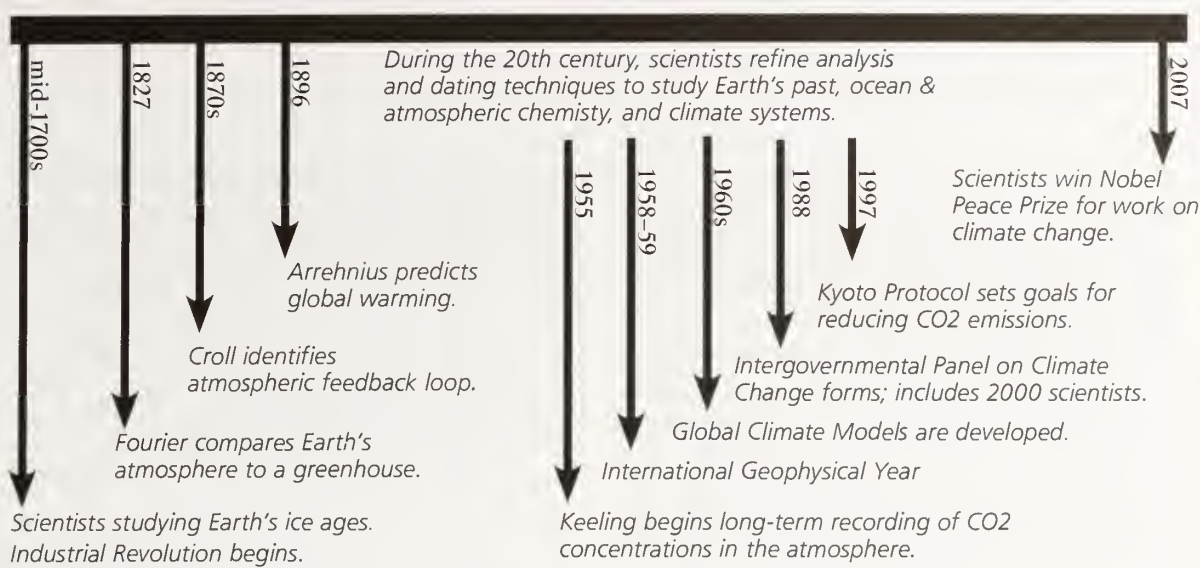 mid-1700s
1827
1870s
1896
During the 20th century, scientists refine analysis
and dating techniques to study Earth's past, ocean &
atmospheric chemisty, and climate systems.
2007
1955
1958–59
1960s
1988
1997
Scientists win Nobel
Peace Prize for work on
climate change.
Arrehnius predicts
global warming.
Kyoto Protocol sets goals for
reducing CO2 emissions.
Croll identifies
atmospheric feedback loop.
Intergovernmental Panel on Climate
Change forms; includes 2000 scientists.
Fourier compares Earth's
atmosphere to a greenhouse.
Global Climate Models are developed.
International Geophysical Year
Scientists studying Earth's ice ages.
Industrial Revolution begins.
Keeling begins long-term recording of CO2
concentrations in the atmosphere.